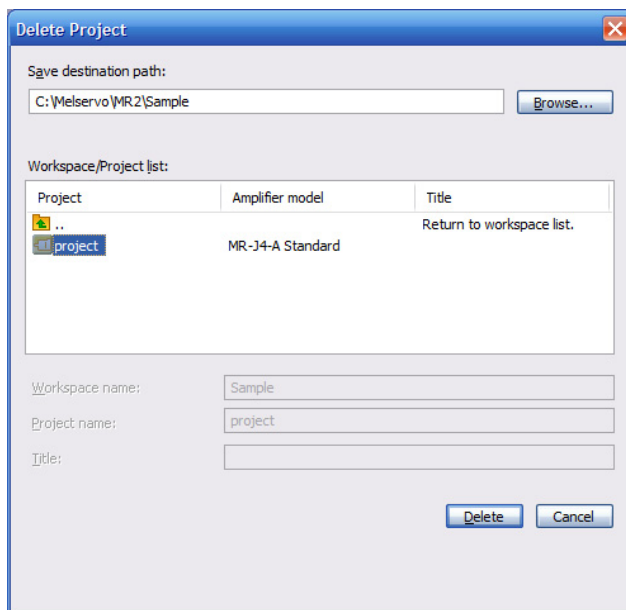 Delete Project
Save destination path:
C:\Melservo\MR2\Sample
Browse...
Workspace/Project list:
Project Amplifier model Title
.. Return to workspace list.
project MR-J4-A Standard
Workspace name: Sample
Project name: project
Title:
Delete Cancel